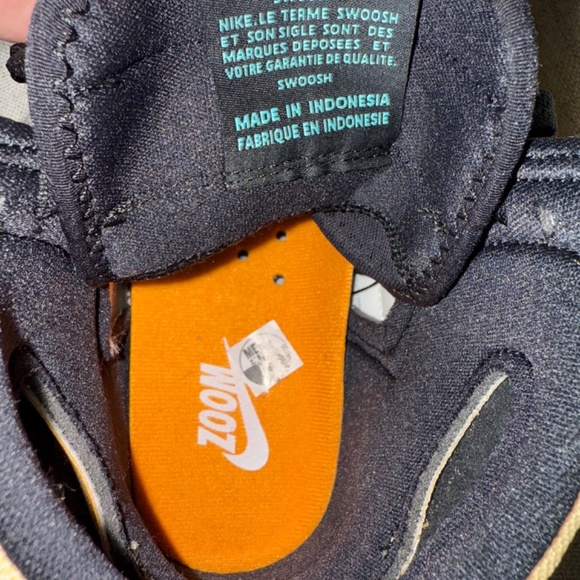 NIKE, LE TERME SWOOSH
ET SON SIGLE SONT DES
MARQUES DEPOSEES ET
VOTRE GARANTIE DE QUALITE.
SWOOSH
MADE IN INDONESIA
FABRIQUE EN INDONESIE
ZOOM